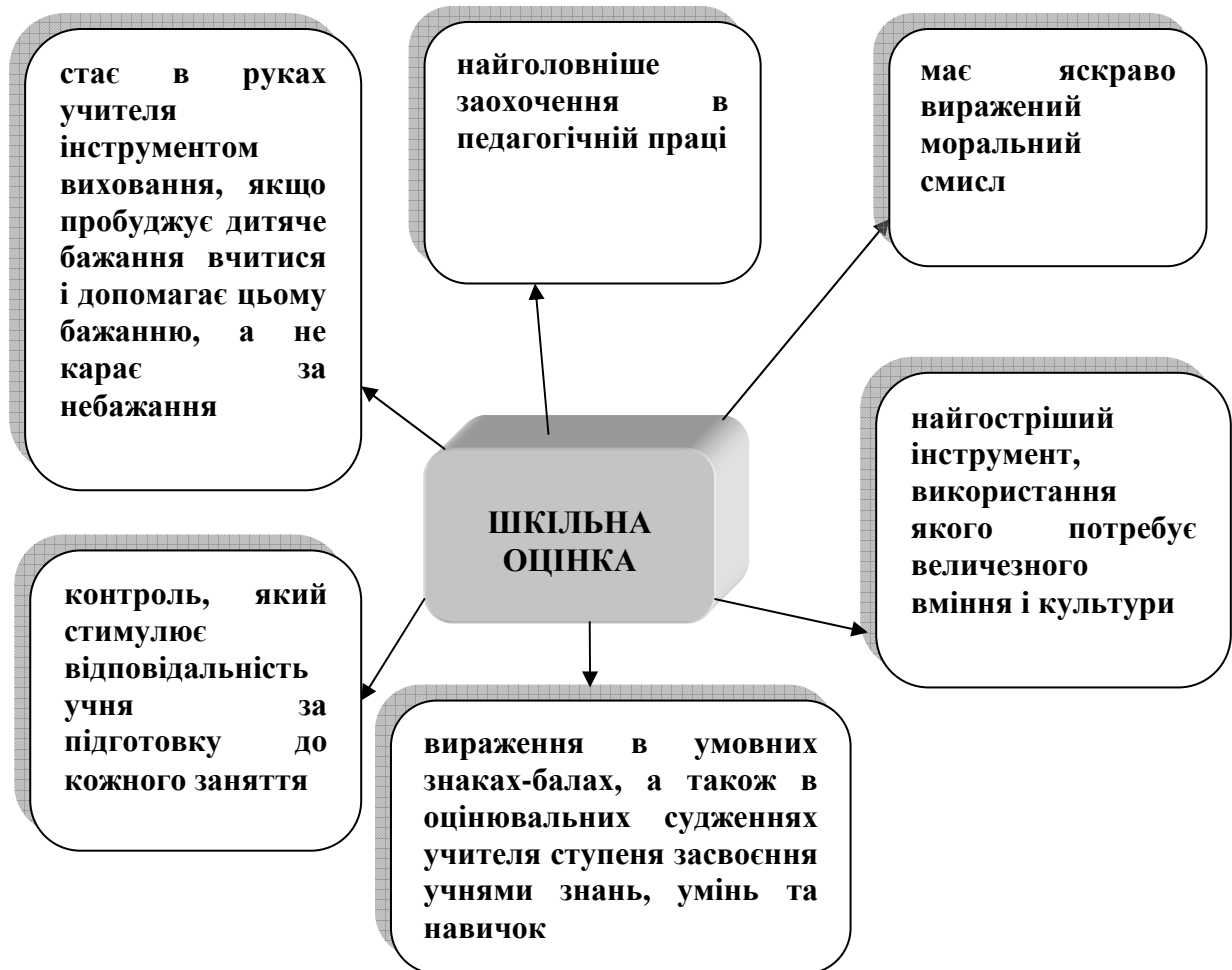 стає в руках
учителя
інструментом
виховання, якщо
пробуджує дитяче
бажання вчитися
і допомагає цьому
бажанню, а не
карає за
небажання
найголовніше
заохочення в
педагогічній праці
має яскраво
виражений
моральний
смисл
найгостріший
інструмент,
використання
якого потребує
величезного
вміння і культури
ШКІЛЬНА
ОЦІНКА
контроль, який
стимулює
відповідальність
учня за
підготовку до
кожного заняття
вираження в умовних
знаках-балах, а також в
оцінювальних судженнях
учителя ступеня засвоєння
учнями знань, умінь та
навичок